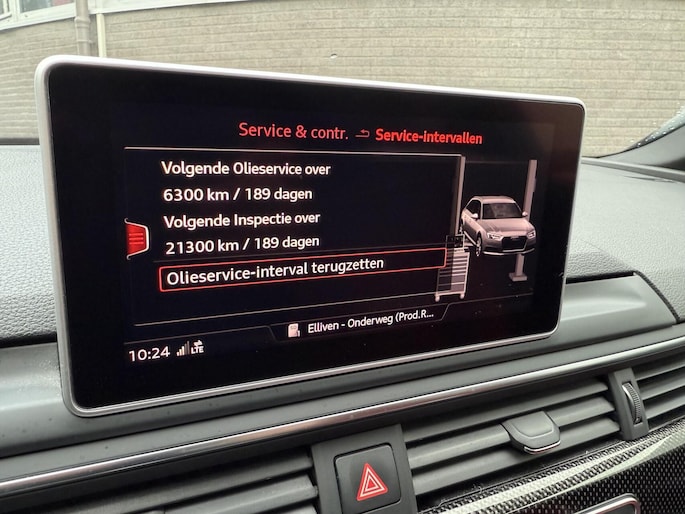 Service & contr. Service-intervallen
Volgende Olieservice over
6300 km / 189 dagen
Volgende Inspectie over
21300 km / 189 dagen
Olieservice-interval terugzetten
Elliven - Onderweg (Prod.R...
10:24 LTE